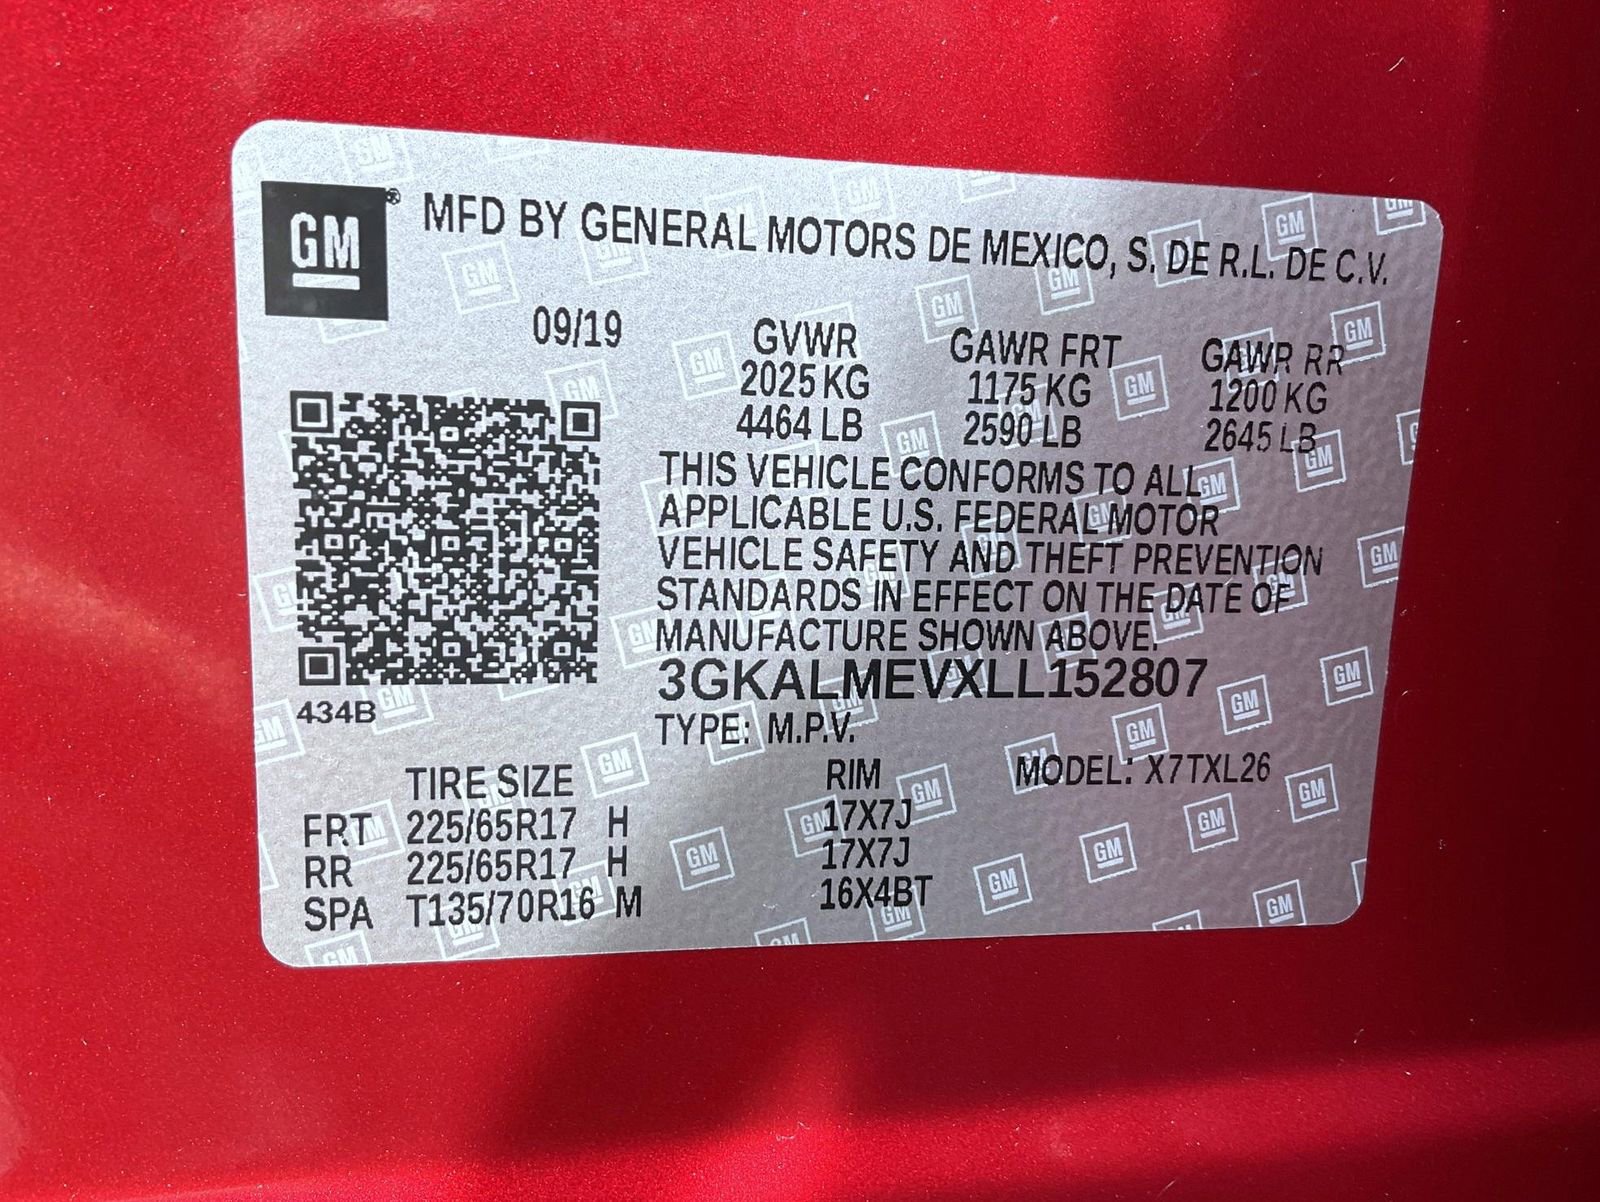 GM® MFD BY GENERAL MOTORS DE MEXICO, S. DE R.L. DE C.V.
09/19
GVWR GAWR FRT GAWR RR
2025 KG 1175 KG 1200 KG
4464 LB 2590 LB 2645 LB
THIS VEHICLE CONFORMS TO ALL
APPLICABLE U.S. FEDERAL MOTOR
VEHICLE SAFETY AND THEFT PREVENTION
STANDARDS IN EFFECT ON THE DATE OF
MANUFACTURE SHOWN ABOVE.
3GKALMEVXLL152807
434B
TYPE: M.P.V.
TIRE SIZE RIM MODEL: X7TXL26
FRT 225/65R17 H 17X7J
RR 225/65R17 H 17X7J
SPA T135/70R16 M 16X4BT